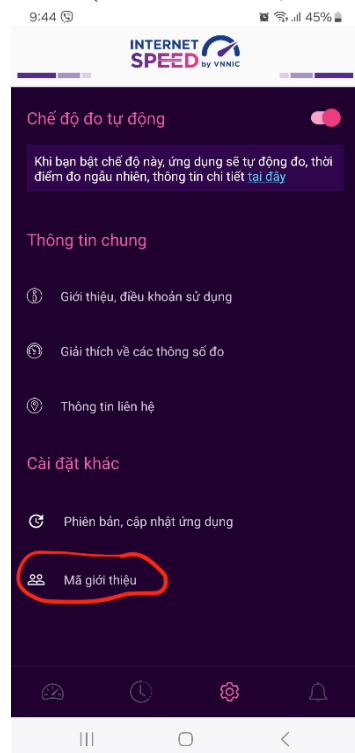 9:44
45%
INTERNET
SPEED by VNNIC
Chế độ đo tự động
Khi bạn bật chế độ này, ứng dụng sẽ tự động đo, thời
điểm đo ngâu nhiên, thông tin chi tiết tại đây
Thông tin chung
Giới thiệu, điều khoản sử dụng
Giải thích về các thông số đo
Thông tin liên hệ
Cài đặt khác
Phiên bản, cập nhật ứng dụng
Mã giới thiệu